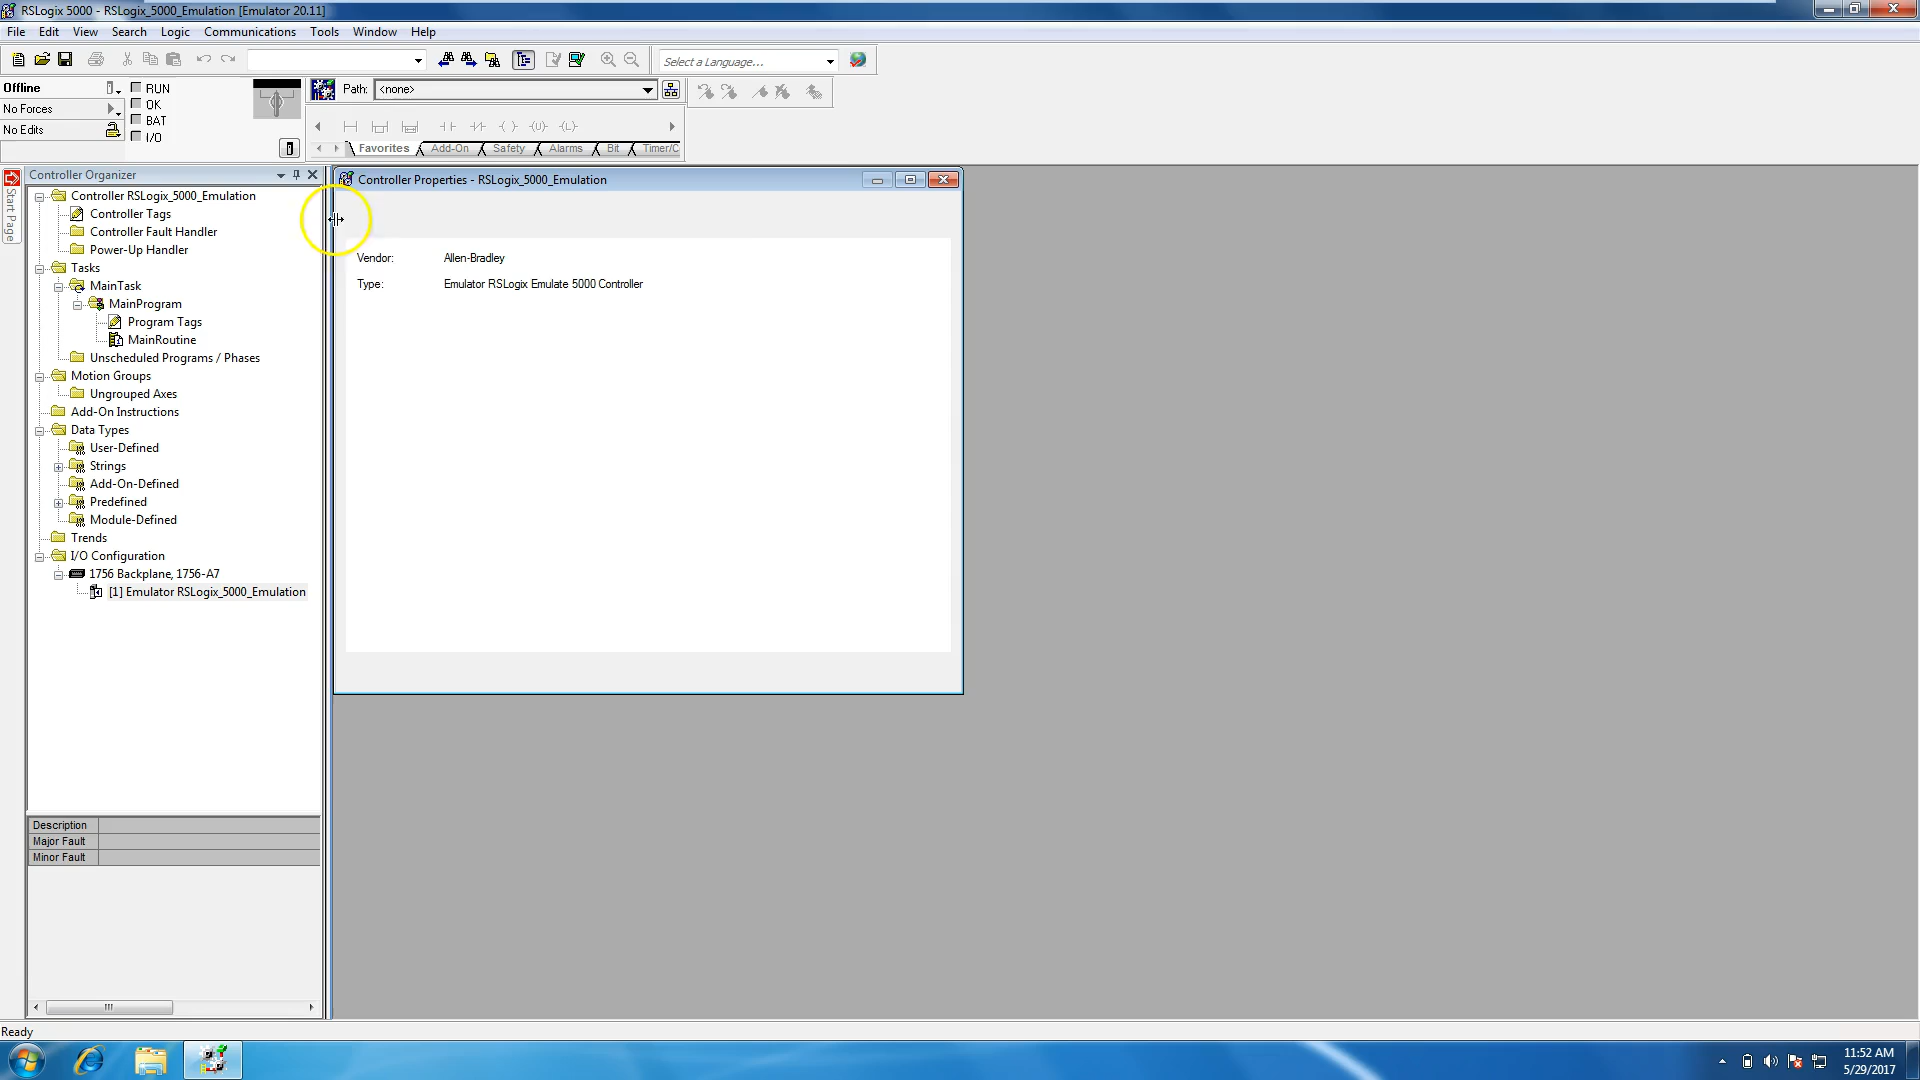 RSLogix 5000 - RSLogix_5000_Emulation [Emulator 20.11]
File Edit View Search Logic Communications Tools Window Help
Select a Language...
Offline
RUN
No Forces
OK
No Edits
BAT
I/O
Path: <none>
Favorites Add-On Safety Alarms Bit Timer/C
Start Page
Controller Organizer
Controller RSLogix_5000_Emulation
Controller Tags
Controller Fault Handler
Power-Up Handler
Tasks
MainTask
MainProgram
Program Tags
MainRoutine
Unscheduled Programs / Phases
Motion Groups
Ungrouped Axes
Add-On Instructions
Data Types
User-Defined
Strings
Add-On-Defined
Predefined
Module-Defined
Trends
I/O Configuration
1756 Backplane, 1756-A7
[1] Emulator RSLogix_5000_Emulation
Description
Major Fault
Minor Fault
Controller Properties - RSLogix_5000_Emulation
Vendor: Allen-Bradley
Type: Emulator RSLogix Emulate 5000 Controller
Ready
11:52 AM
5/29/2017